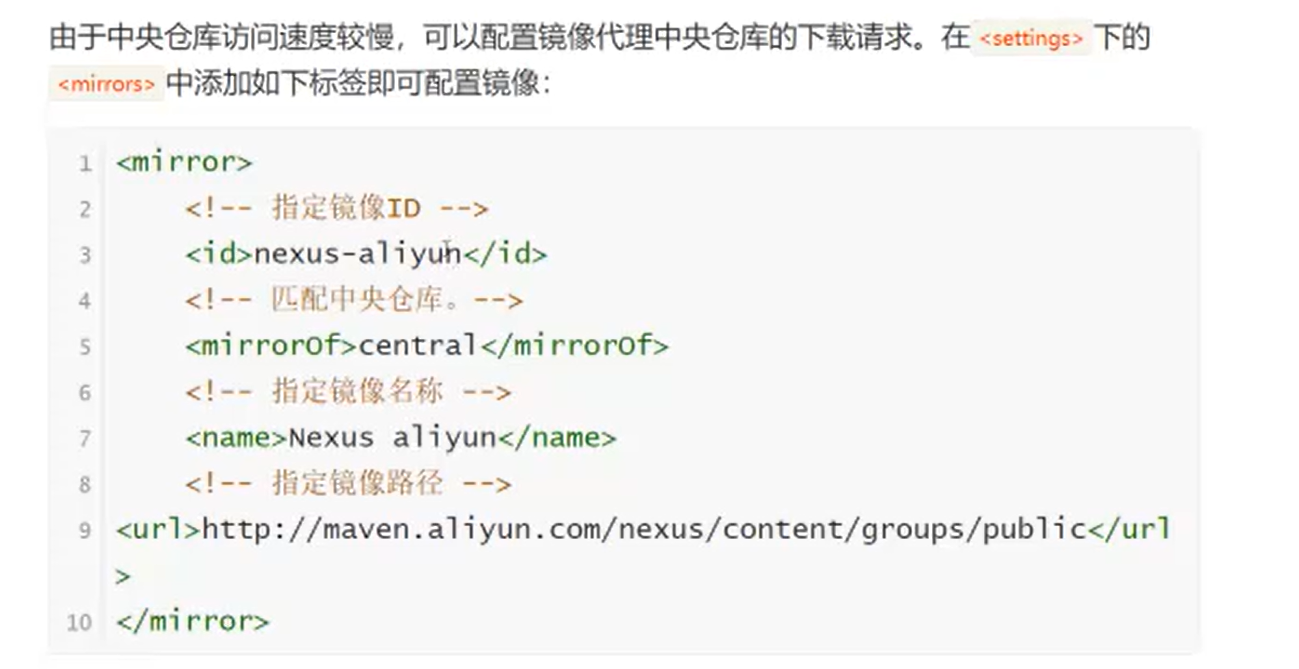 由于中央仓库访问速度较慢，可以配置镜像代理中央仓库的下载请求。在 <settings> 下的
<mirrors> 中添加如下标签即可配置镜像：
1 <mirror>
2     <!-- 指定镜像ID -->
3     <id>nexus-aliyun</id>
4     <!-- 匹配中央仓库。-->
5     <mirrorOf>central</mirrorOf>
6     <!-- 指定镜像名称 -->
7     <name>Nexus aliyun</name>
8     <!-- 指定镜像路径 -->
9 <url>http://maven.aliyun.com/nexus/content/groups/public</url
>
10 </mirror>